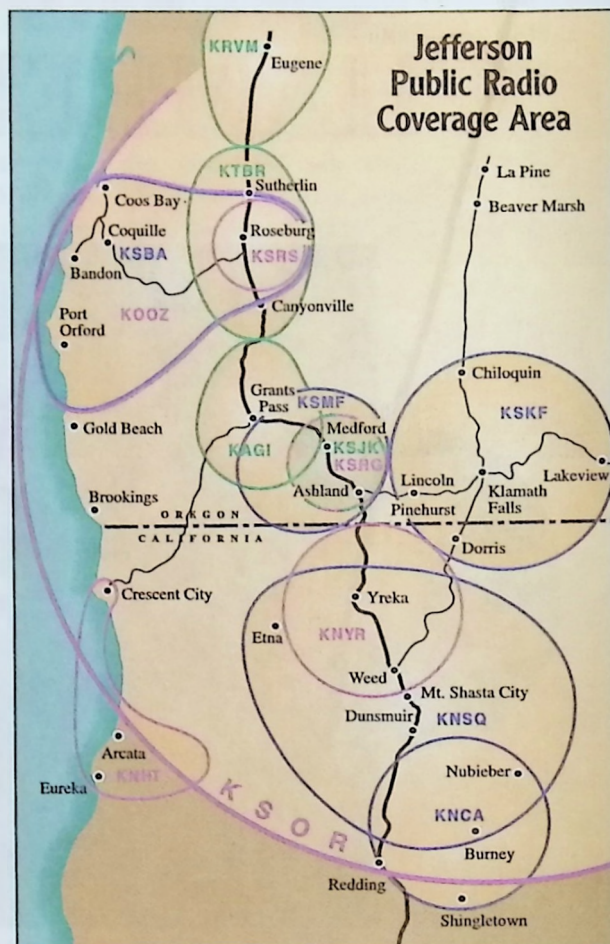 Jefferson
Public Radio
Coverage Area
KRVM
Eugene
La Pine
KTBR
Sutherlin
Beaver Marsh
Coos Bay
Coquille
KSBA
Roseburg
KSRS
Bandon
KOOZ
Canyonville
Port
Orford
Chiloquin
Grants
Pass
KSMF
KSKF
Gold Beach
Medford
KAGI
KSJK
KSRG
Lakeview
Ashland
Lincoln
Pinehurst
Klamath
Falls
Brookings
OREGON
CALIFORNIA
Dorris
Crescent City
Yreka
Etna
KNYR
Weed
Mt. Shasta City
Dunsmuir
KNSQ
Arcata
Nubieber
Eureka
KNHT
KSOR
KNCA
Burney
Redding
Shingletown